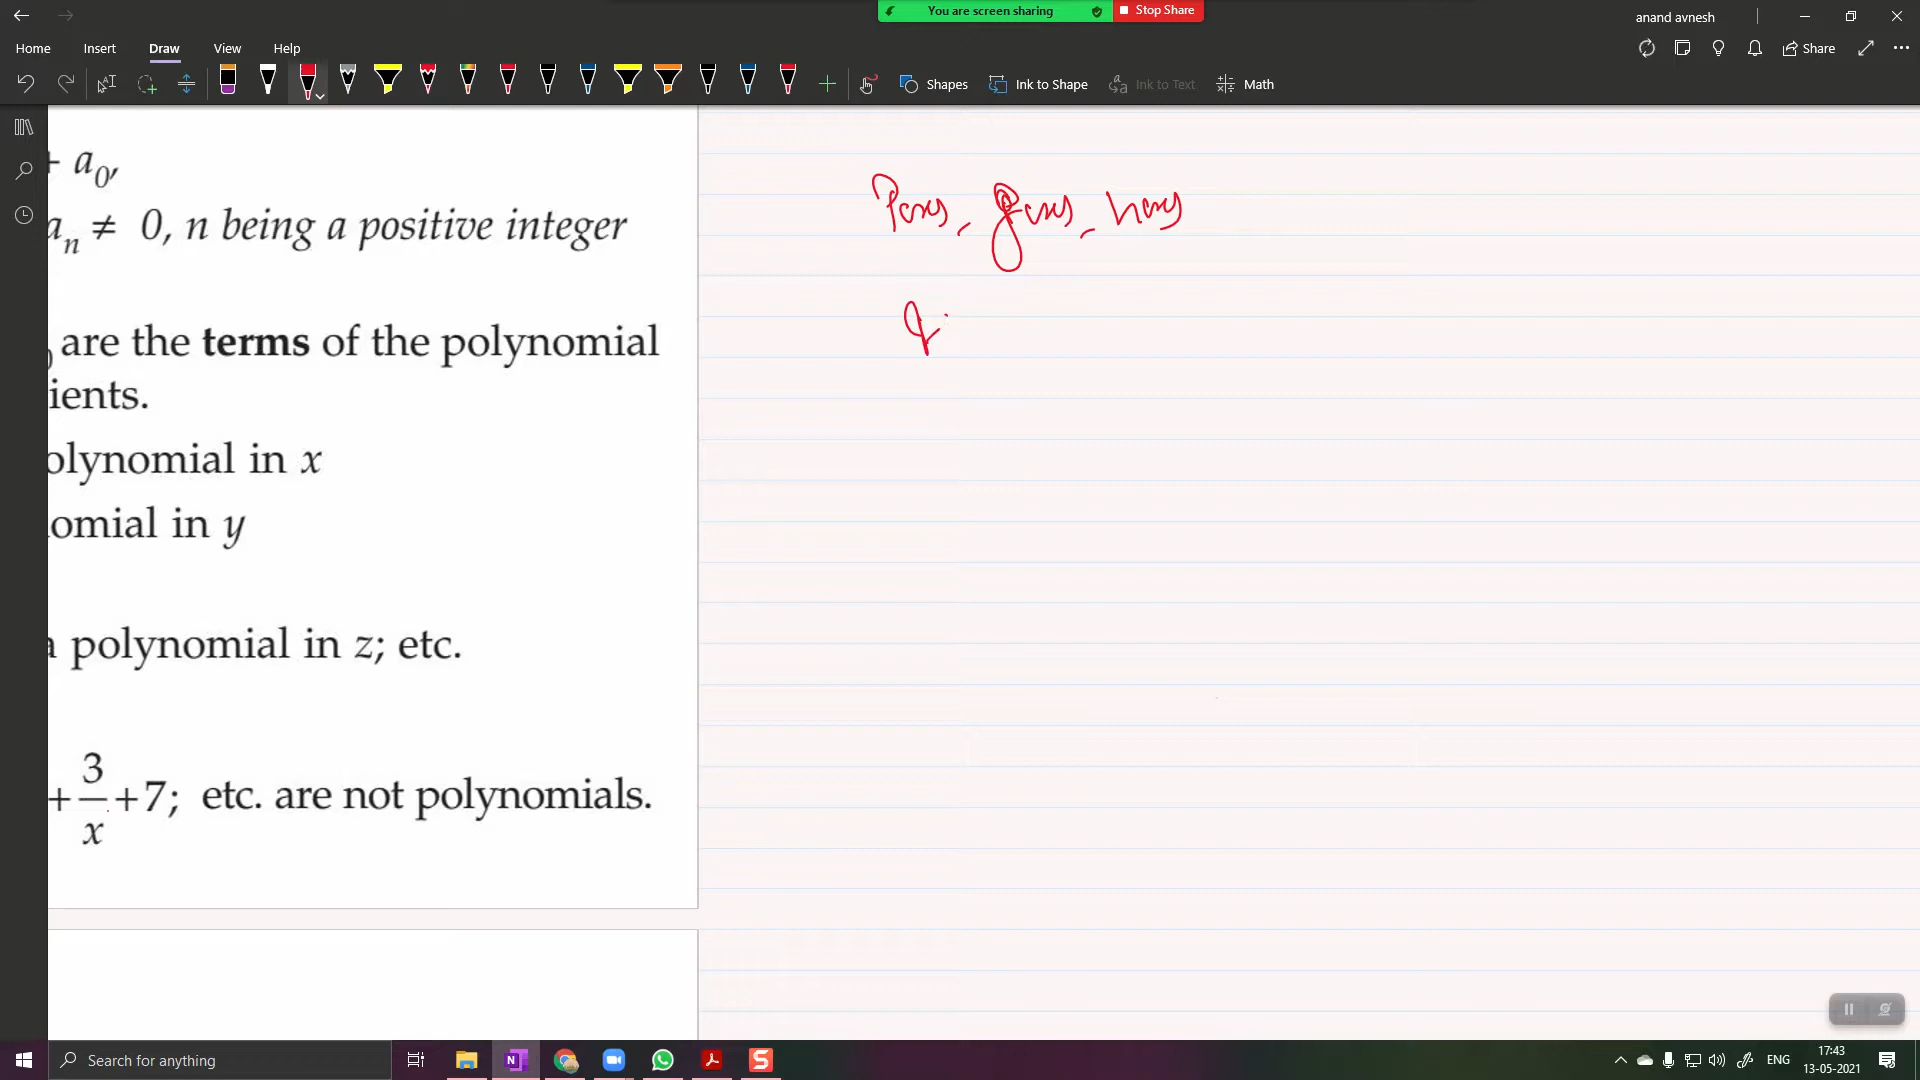 You are screen sharing Stop Share
anand avnesh
Home Insert Draw View Help
Share
Shapes Ink to Shape Ink to Text Math
+ a0,
an ≠ 0, n being a positive integer
0 are the terms of the polynomial
ients.
olynomial in x
nomial in y
a polynomial in z; etc.
+ 3/x + 7; etc. are not polynomials.
P(x), g(x), h(x)
Search for anything
ENG
17:43
13-05-2021